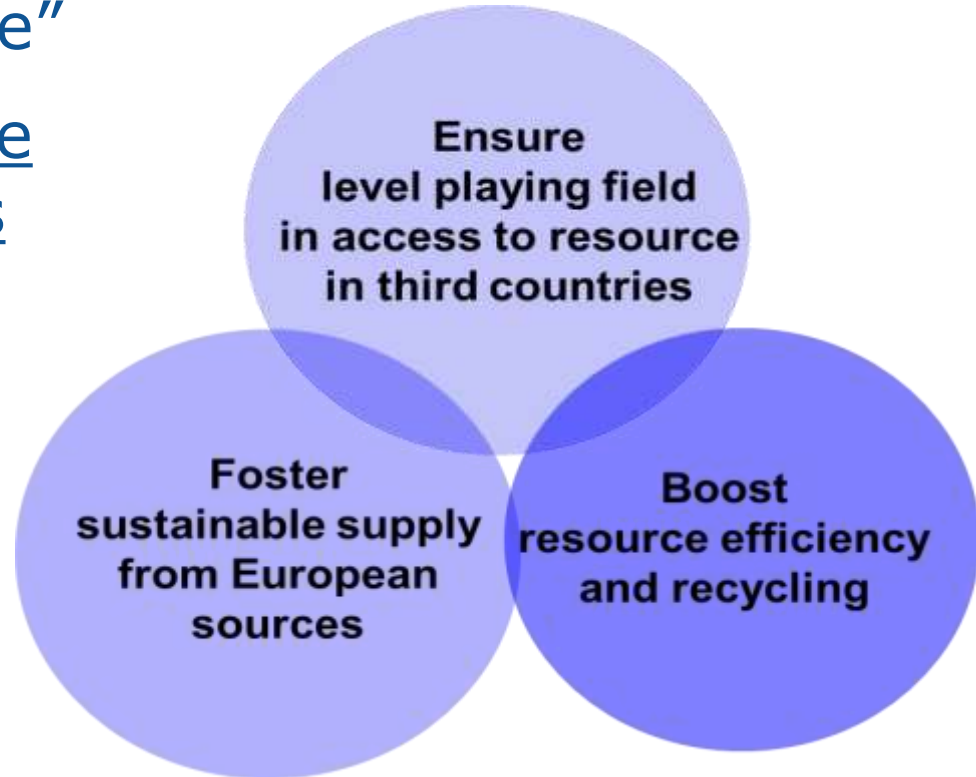 e”
e
s
Ensure
level playing field
in access to resource
in third countries
Foster
sustainable supply
from European
sources
Boost
resource efficiency
and recycling